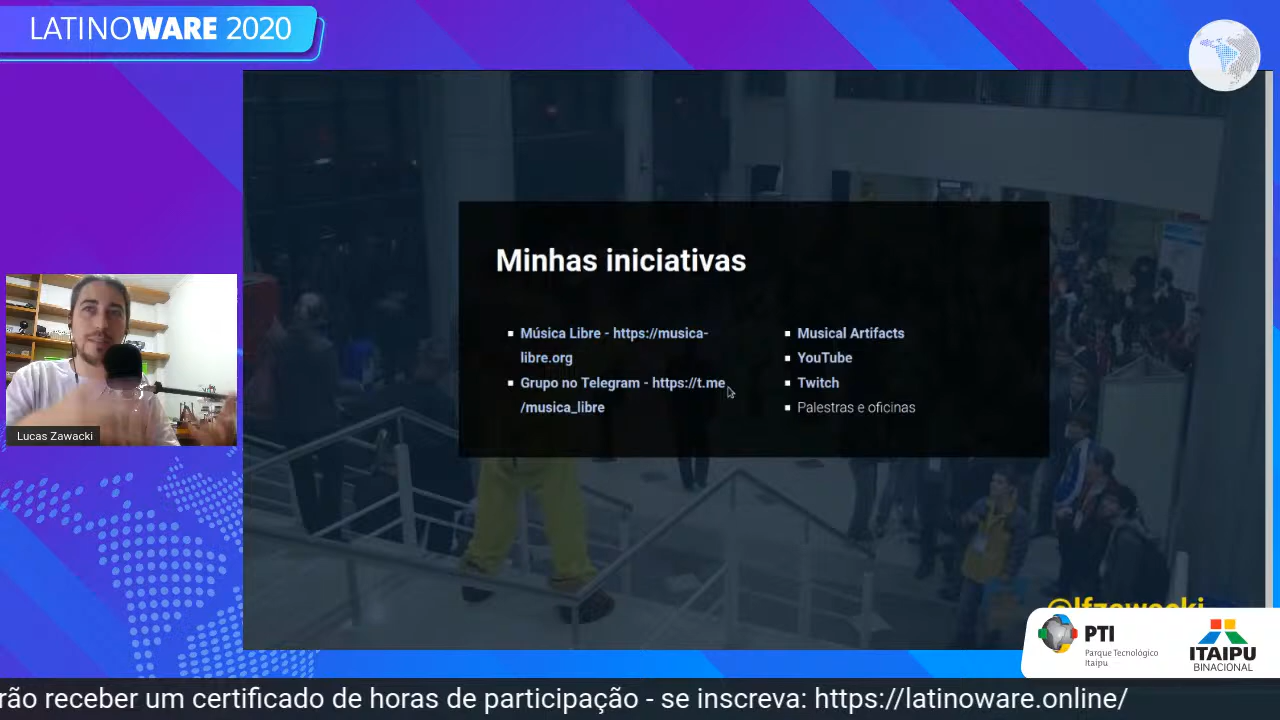 LATINOWARE 2020
Minhas iniciativas
Música Libre - https://musica-
libre.org
Grupo no Telegram - https://t.me
/musica_libre
Musical Artifacts
YouTube
Twitch
Palestras e oficinas
Lucas Zawacki
@lfzawacki
PTI
Parque Tecnológico
Itaipu
ITAIPU
BINACIONAL
rão receber um certificado de horas de participação - se inscreva: https://latinoware.online/